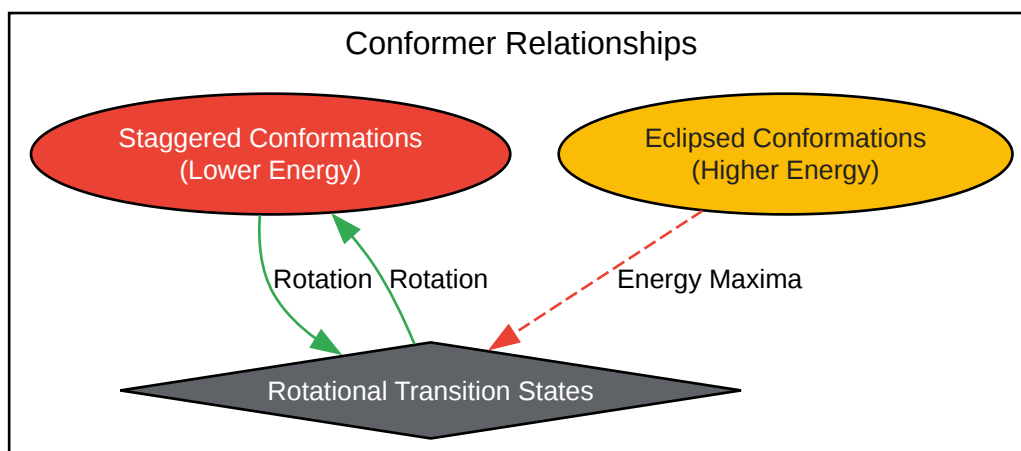 Conformer Relationships
Staggered Conformations
(Lower Energy)
Eclipsed Conformations
(Higher Energy)
Rotation
Rotation
Energy Maxima
Rotational Transition States